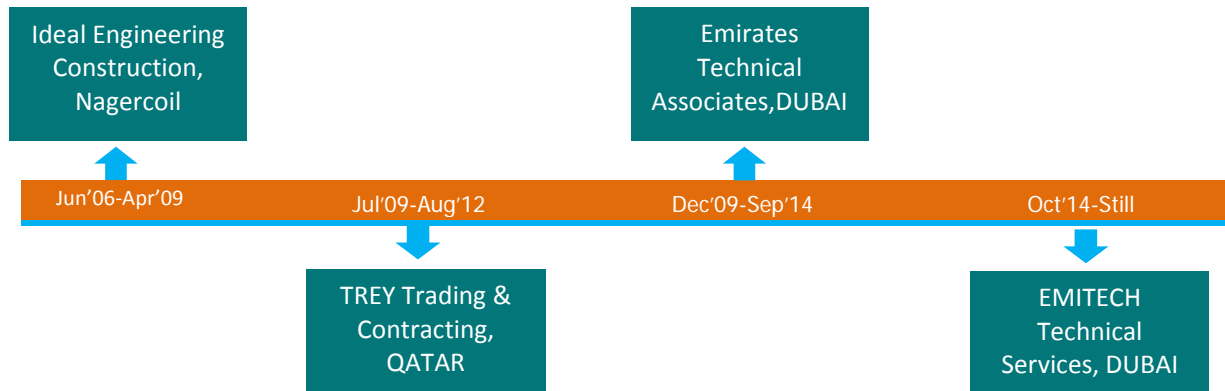 Ideal Engineering
Construction,
Nagercoil
Emirates
Technical
Associates,DUBAI
Jun'06-Apr'09
Jul'09-Aug'12
Dec'09-Sep'14
Oct'14-Still
TREY Trading &
Contracting,
QATAR
EMITECH
Technical
Services, DUBAI